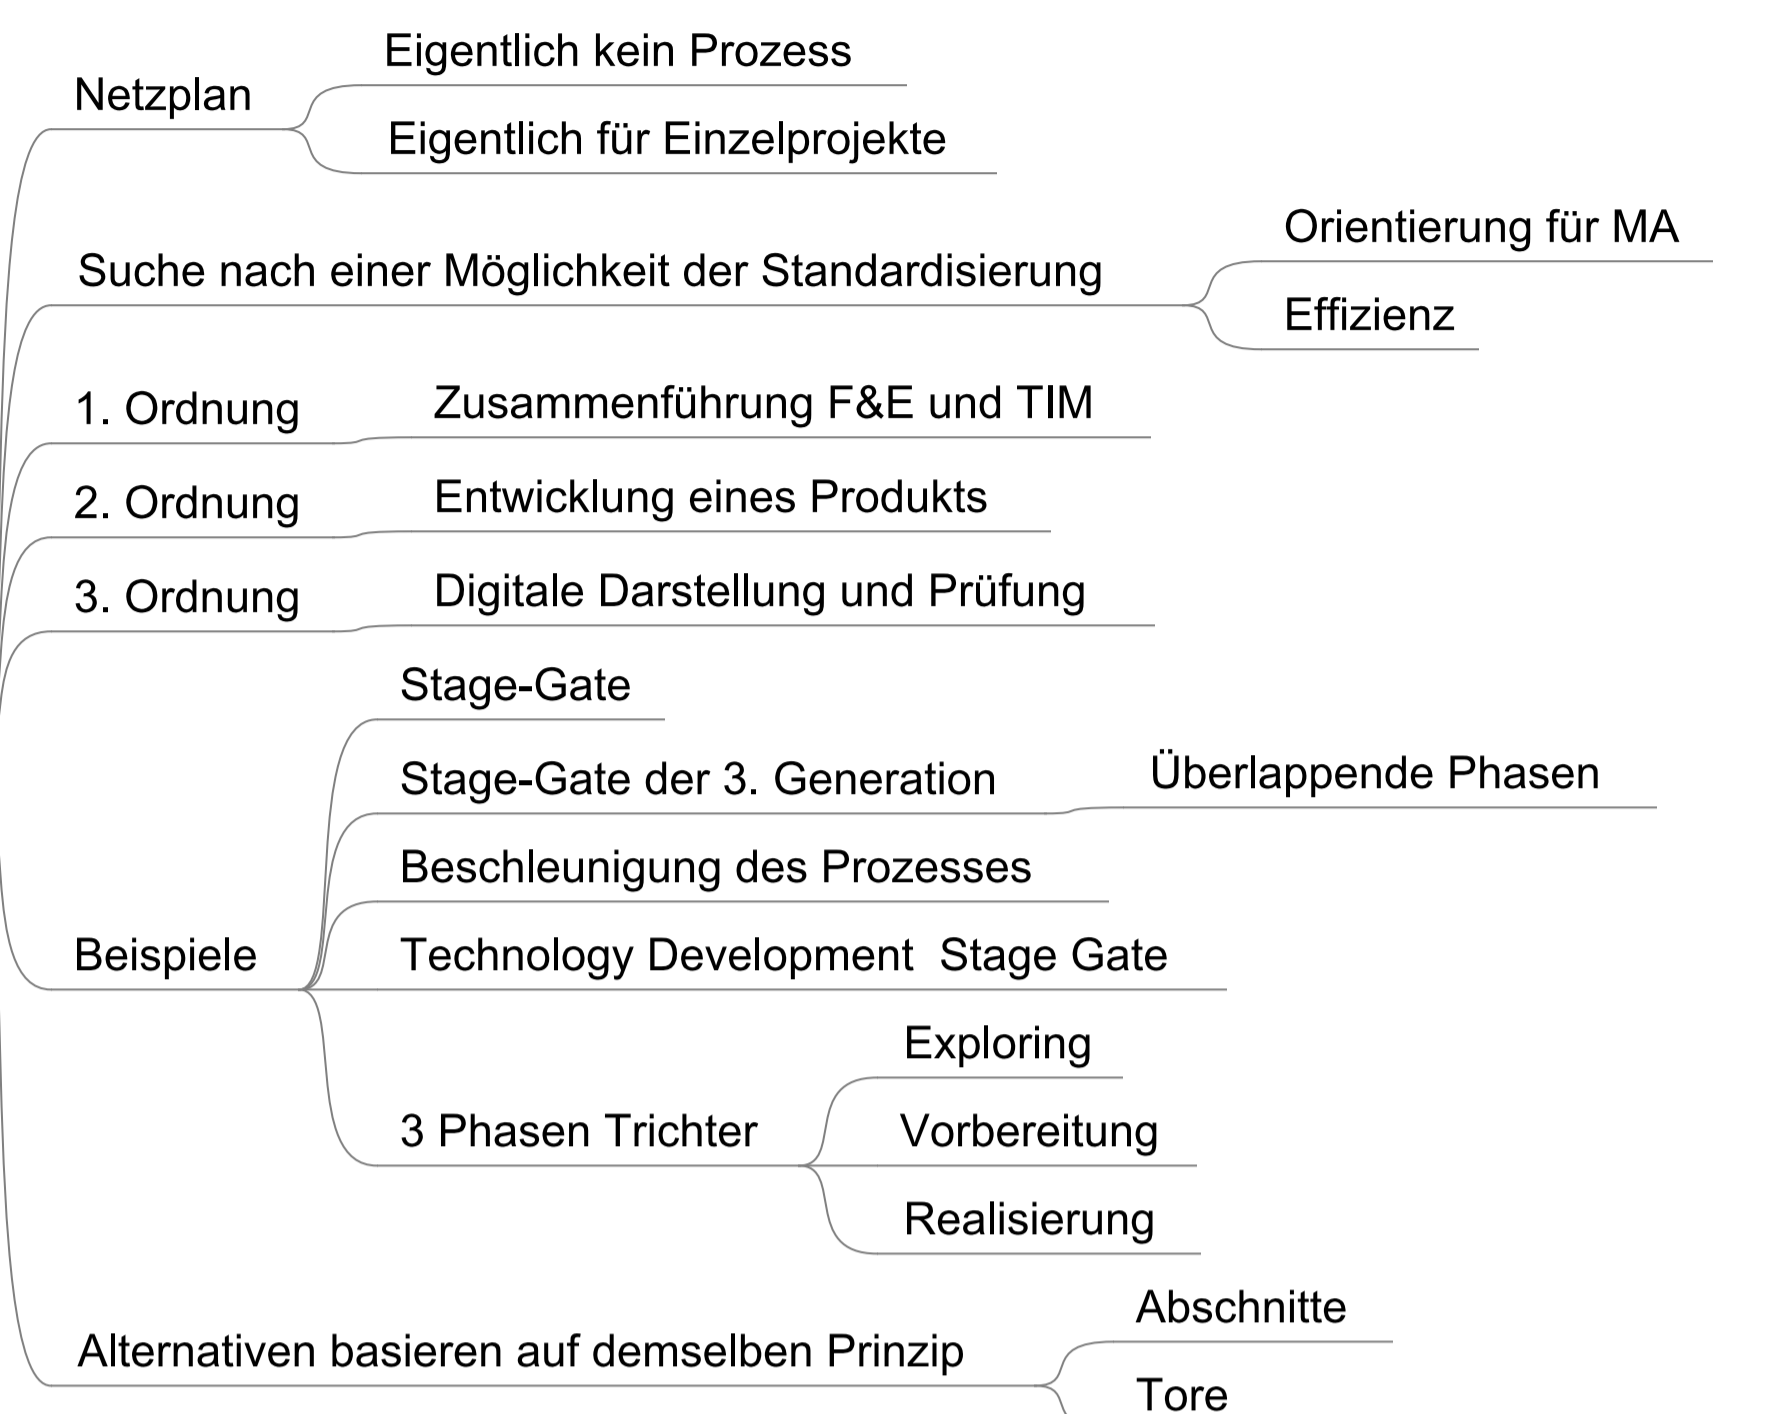 Netzplan
Eigentlich kein Prozess
Eigentlich für Einzelprojekte
Suche nach einer Möglichkeit der Standardisierung
Orientierung für MA
Effizienz
1. Ordnung
Zusammenführung F&E und TIM
2. Ordnung
Entwicklung eines Produkts
3. Ordnung
Digitale Darstellung und Prüfung
Beispiele
Stage-Gate
Stage-Gate der 3. Generation
Überlappende Phasen
Beschleunigung des Prozesses
Technology Development  Stage Gate
3 Phasen Trichter
Exploring
Vorbereitung
Realisierung
Alternativen basieren auf demselben Prinzip
Abschnitte
Tore